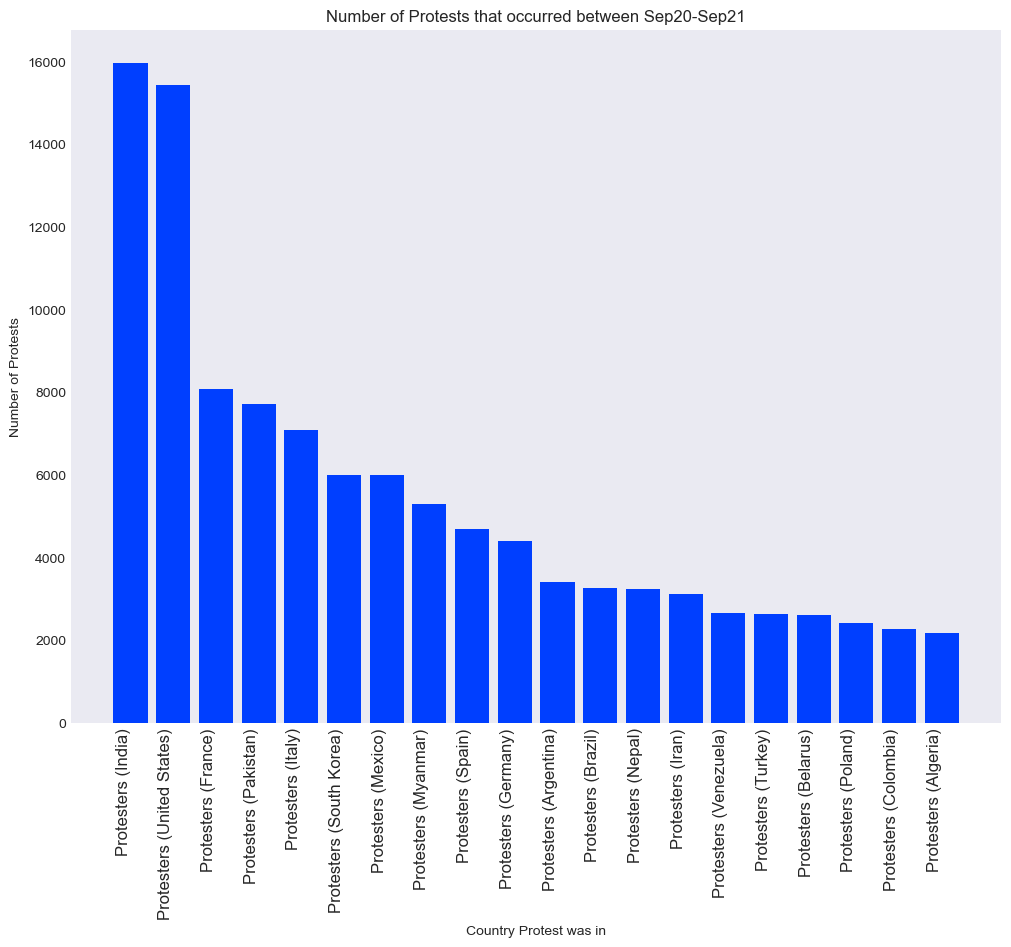 Number of Protests that occurred between Sep20-Sep21
Number of Protests
16000
14000
12000
10000
8000
6000
4000
2000
0
Protesters (India)
Protesters (United States)
Protesters (France)
Protesters (Pakistan)
Protesters (Italy)
Protesters (South Korea)
Protesters (Mexico)
Protesters (Myanmar)
Protesters (Spain)
Protesters (Germany)
Protesters (Argentina)
Protesters (Brazil)
Protesters (Nepal)
Protesters (Iran)
Protesters (Venezuela)
Protesters (Turkey)
Protesters (Belarus)
Protesters (Poland)
Protesters (Colombia)
Protesters (Algeria)
Country Protest was in